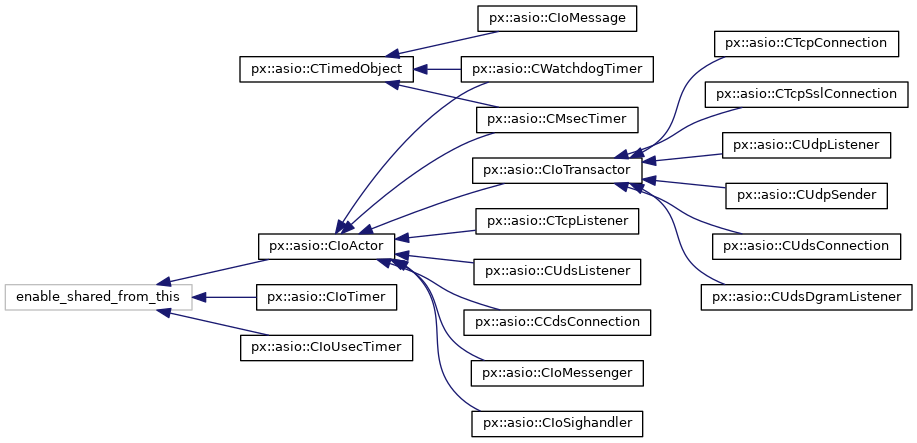 px::asio::CIoMessage
px::asio::CTcpConnection
px::asio::CTimedObject
px::asio::CWatchdogTimer
px::asio::CTcpSslConnection
px::asio::CMsecTimer
px::asio::CUdpListener
px::asio::CIoTransactor
px::asio::CUdpSender
px::asio::CTcpListener
px::asio::CIoActor
px::asio::CUdsConnection
px::asio::CUdsListener
enable_shared_from_this
px::asio::CIoTimer
px::asio::CUdsDgramListener
px::asio::CCdsConnection
px::asio::CIoUsecTimer
px::asio::CIoMessenger
px::asio::CIoSighandler